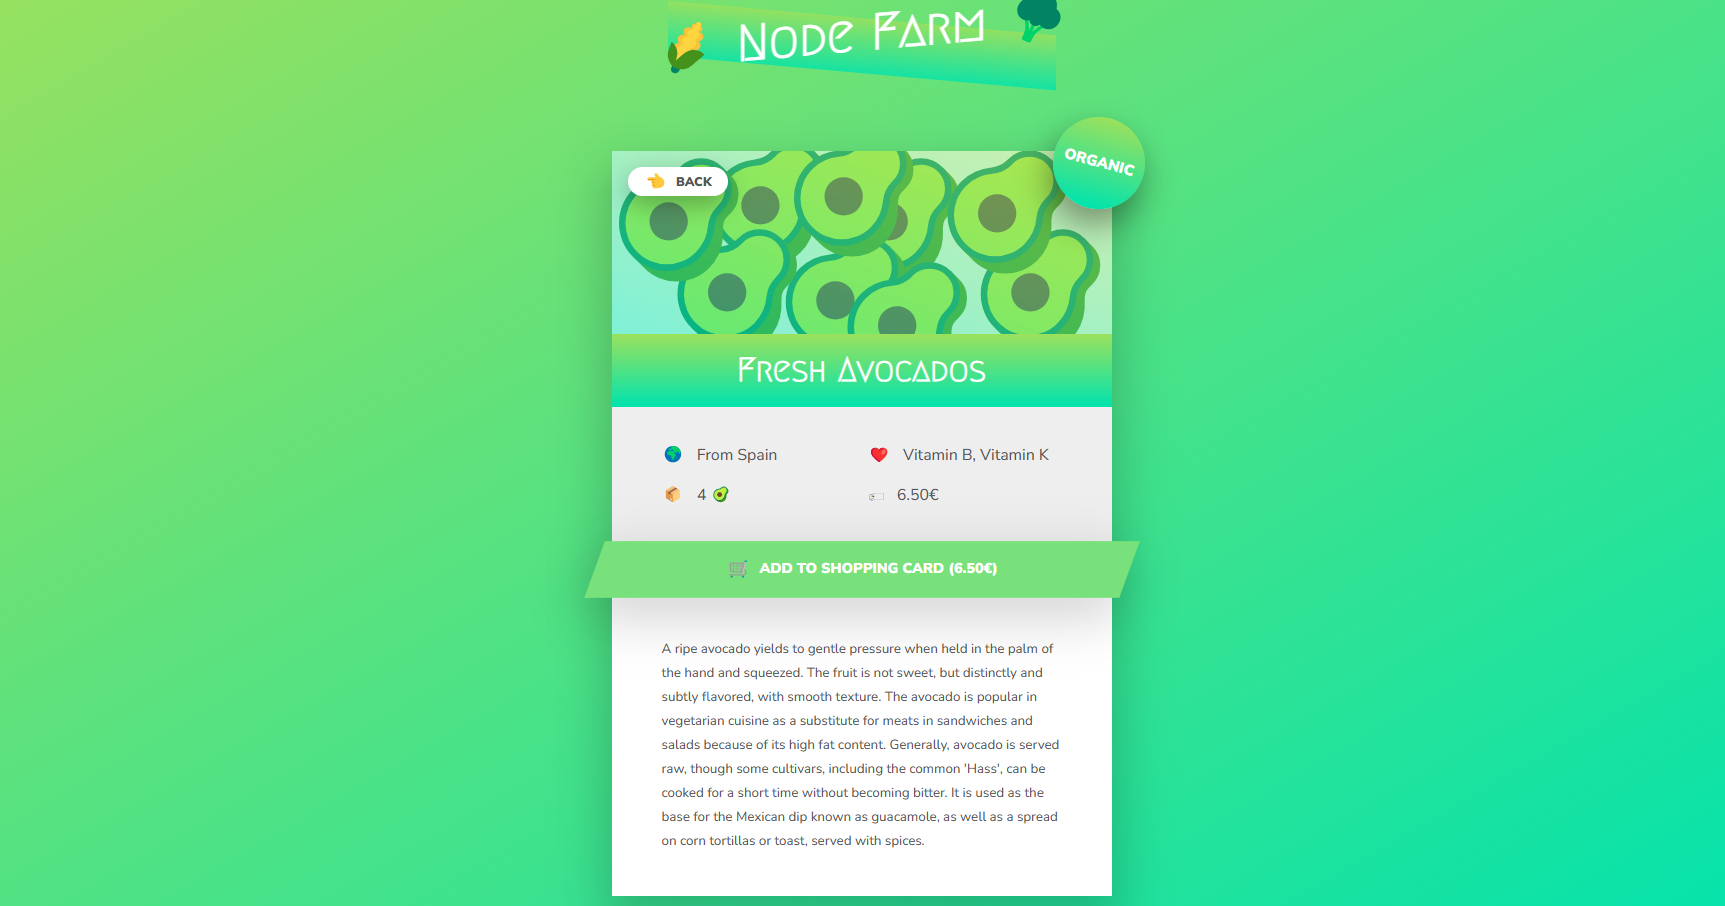 Node Farm
ORGANIC
👈 BACK
Fresh Avocados
🌍 From Spain
❤️ Vitamin B, Vitamin K
📦 4 🥑
🏷 6.50€
🛒 ADD TO SHOPPING CARD (6.50€)
A ripe avocado yields to gentle pressure when held in the palm of
the hand and squeezed. The fruit is not sweet, but distinctly and
subtly flavored, with smooth texture. The avocado is popular in
vegetarian cuisine as a substitute for meats in sandwiches and
salads because of its high fat content. Generally, avocado is served
raw, though some cultivars, including the common 'Hass', can be
cooked for a short time without becoming bitter. It is used as the
base for the Mexican dip known as guacamole, as well as a spread
on corn tortillas or toast, served with spices.